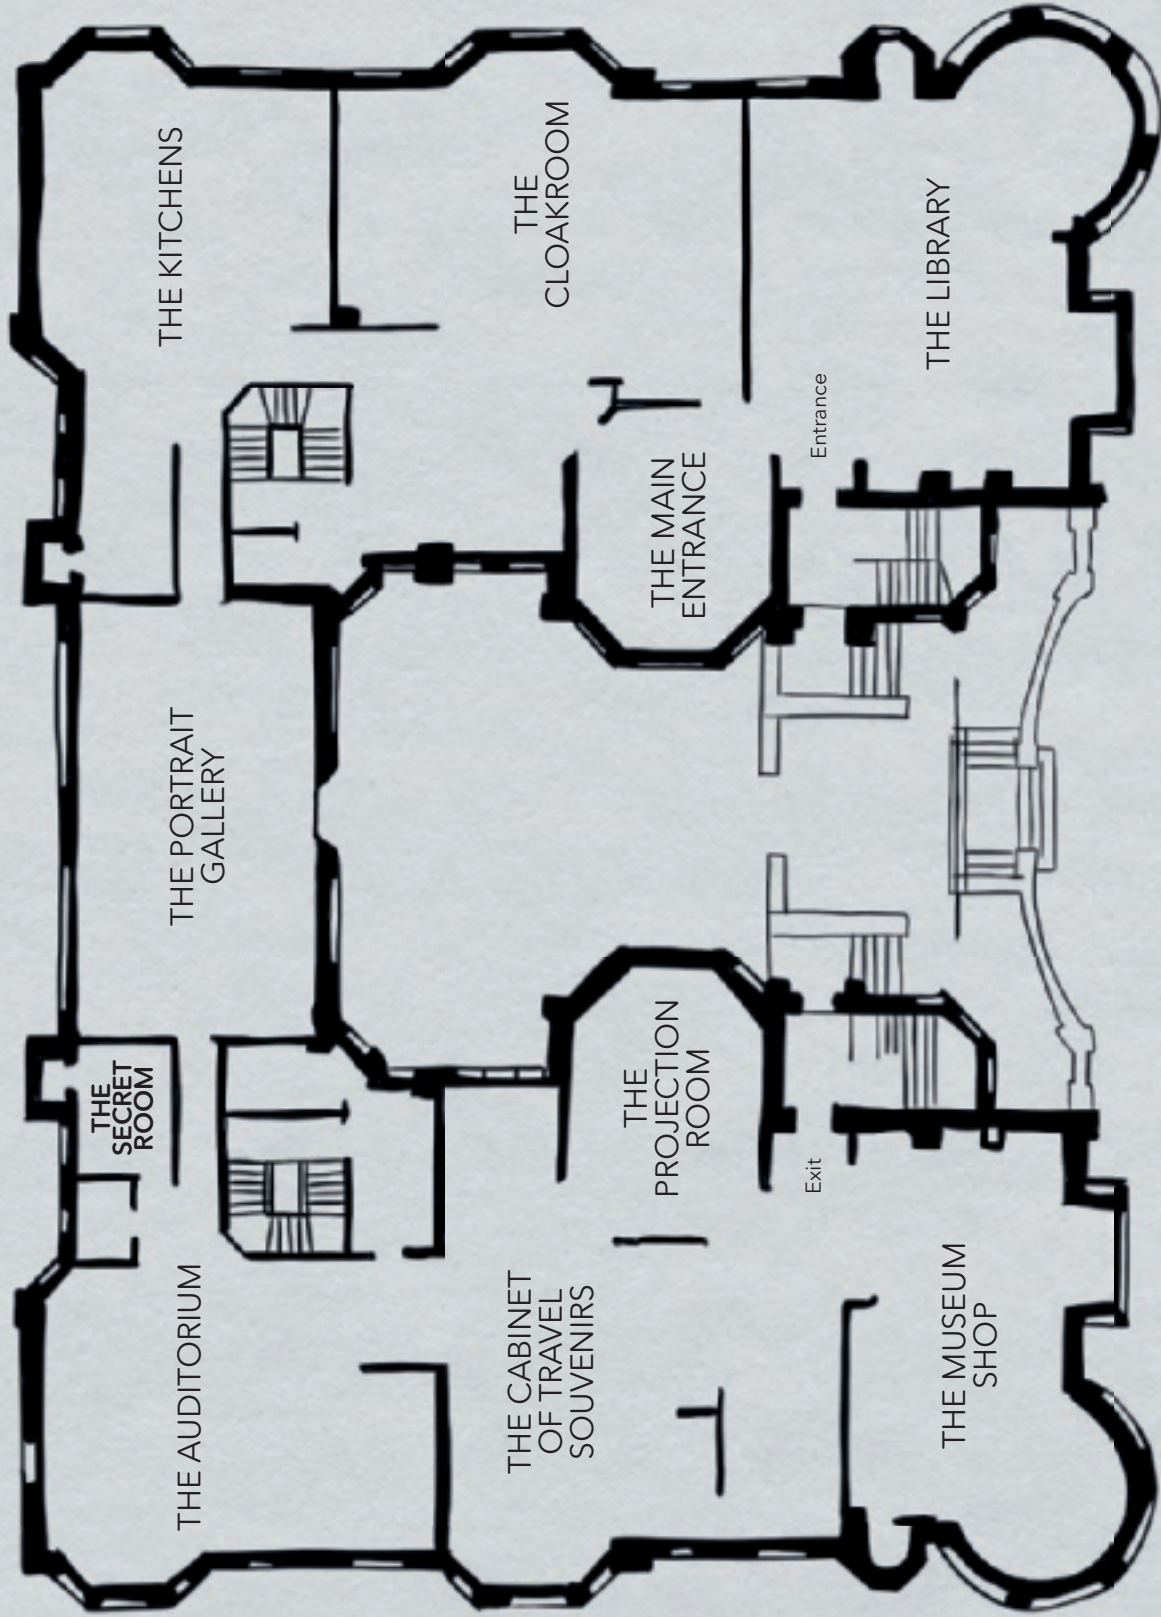 THE AUDITORIUM
THE
SECRET
ROOM
THE PORTRAIT
GALLERY
THE KITCHENS
THE CABINET
OF TRAVEL
SOUVENIRS
THE
CLOAKROOM
THE
PROJECTION
ROOM
THE MAIN
ENTRANCE
Exit
Entrance
THE MUSEUM
SHOP
THE LIBRARY